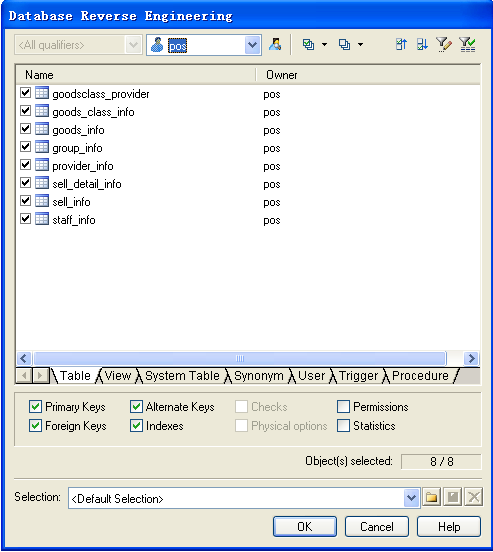 Database Reverse Engineering
<All qualifiers> pos
Name Owner
goodsclass_provider pos
goods_class_info pos
goods_info pos
group_info pos
provider_info pos
sell_detail_info pos
sell_info pos
staff_info pos
Table View System Table Synonym User Trigger Procedure
Primary Keys Alternate Keys Checks Permissions
Foreign Keys Indexes Physical options Statistics
Object(s) selected: 8 / 8
Selection: <Default Selection>
OK Cancel Help